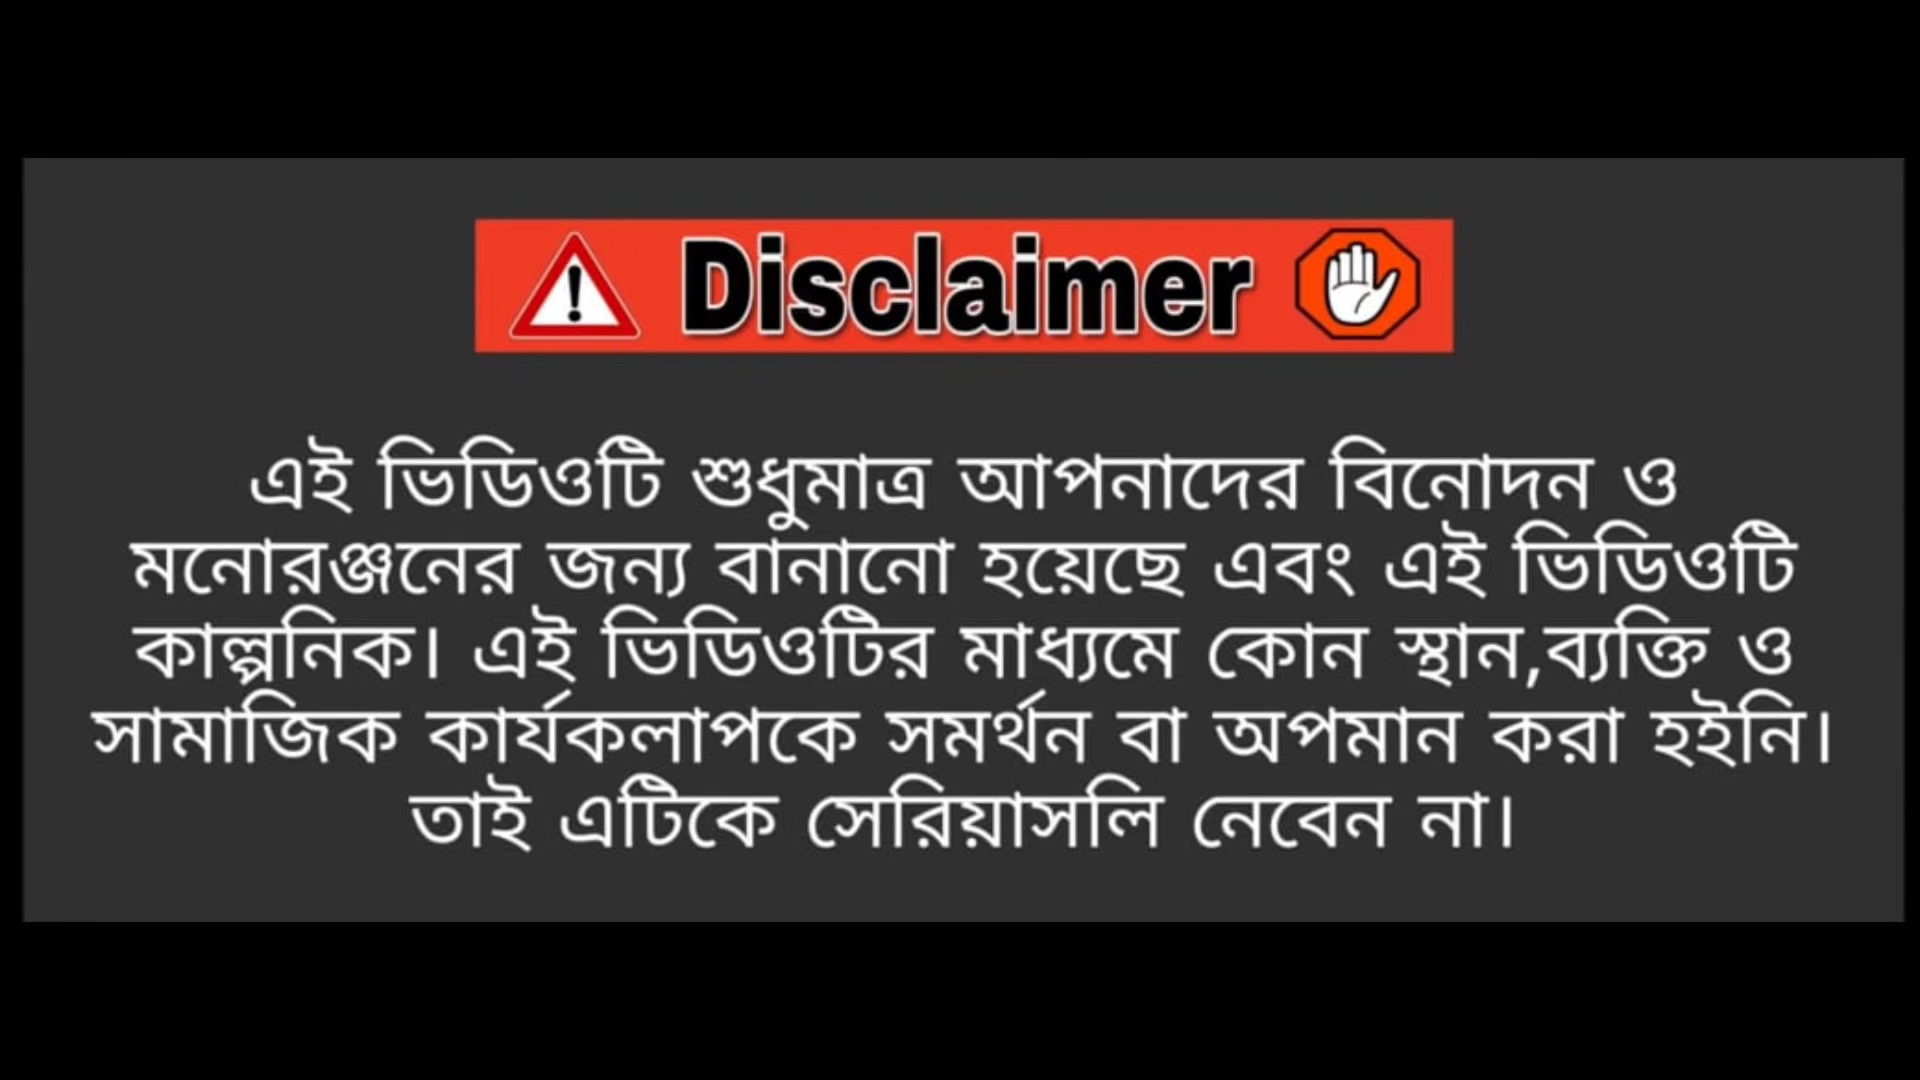 Disclaimer
এই ভিডিওটি শুধুমাত্র আপনাদের বিনোদন ও
মনোরঞ্জনের জন্য বানানো হয়েছে এবং এই ভিডিওটি
কাল্পনিক। এই ভিডিওটির মাধ্যমে কোন স্থান,ব্যক্তি ও
সামাজিক কার্যকলাপকে সমর্থন বা অপমান করা হইনি।
তাই এটিকে সেরিয়াসলি নেবেন না।